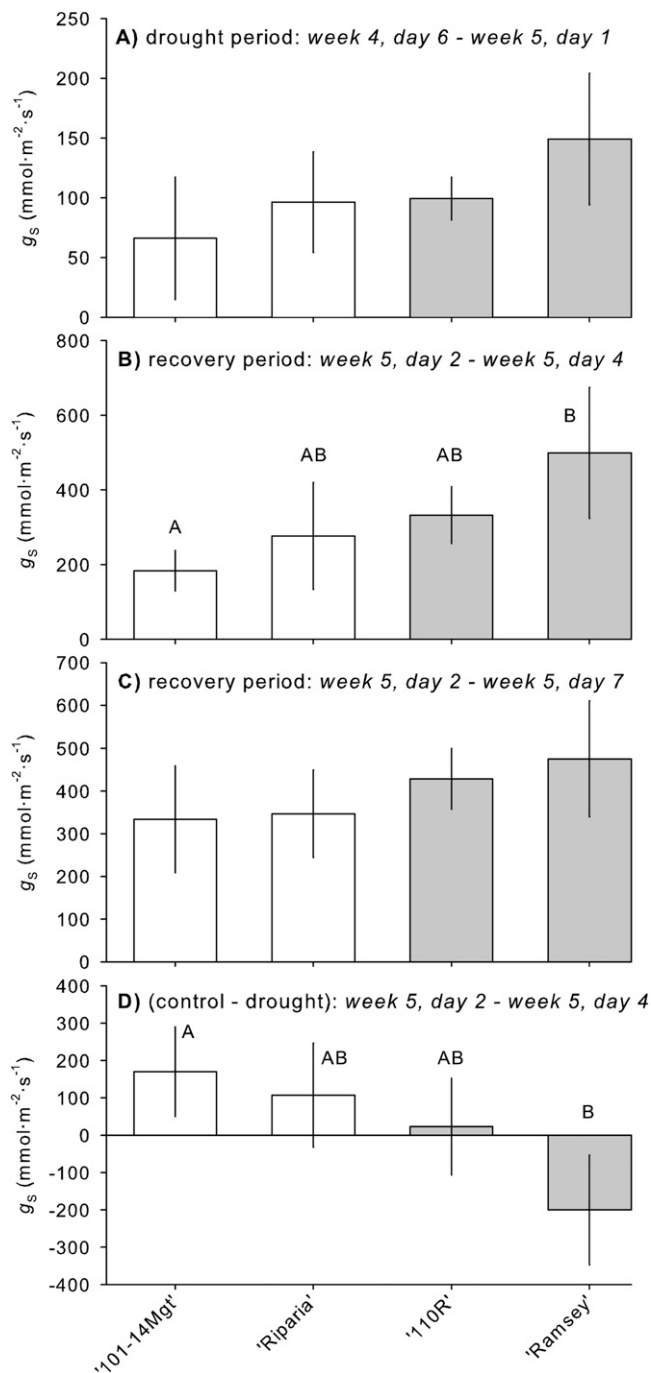 A) drought period: week 4, day 6 - week 5, day 1
250
200
150
100
50
0
gs (mmol·m-2·s-1)
B) recovery period: week 5, day 2 - week 5, day 4
800
600
400
200
0
gs (mmol·m-2·s-1)
A
AB
AB
B
C) recovery period: week 5, day 2 - week 5, day 7
700
600
500
400
300
200
100
0
gs (mmol·m-2·s-1)
D) (control - drought): week 5, day 2 - week 5, day 4
400
300
200
100
0
-100
-200
-300
-400
gs (mmol·m-2·s-1)
A
AB
AB
B
'101-14Mgt'
'Riparia'
'110R'
'Ramsey'